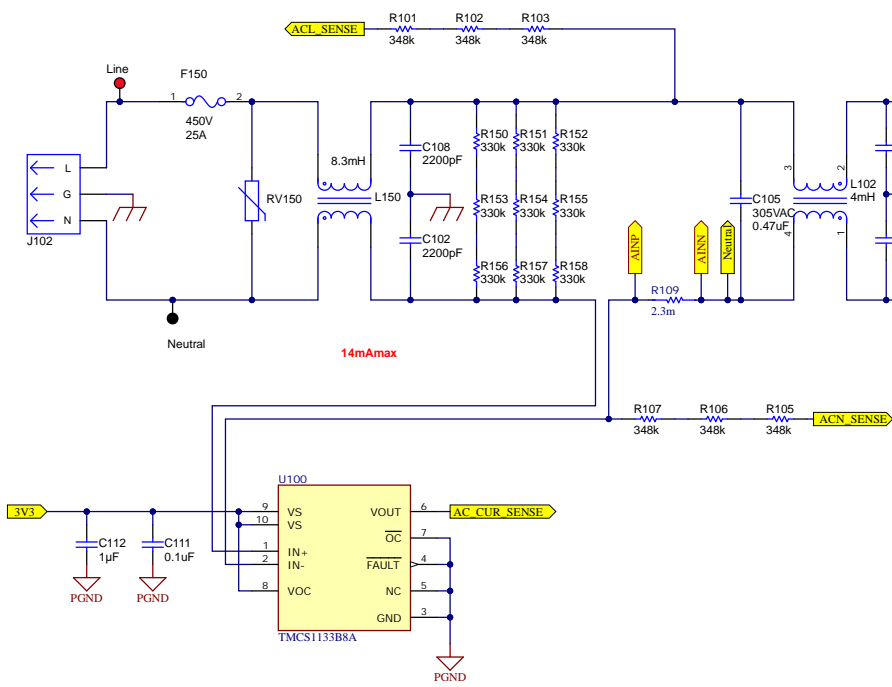 ACL_SENSE
R101
348k
R102
348k
R103
348k
Line
F150
1
2
450V
25A
L
G
N
J102
RV150
8.3mH
L150
C108
2200pF
C102
2200pF
R150
330k
R151
330k
R152
330k
R153
330k
R154
330k
R155
330k
R156
330k
R157
330k
R158
330k
AINP
AINN
Neutral
R109
2.3m
C105
305VAC
0.47uF
3
2
4
1
L102
4mH
Neutral
14mAmax
R107
348k
R106
348k
R105
348k
ACN_SENSE
U100
3V3
C112
1µF
C111
0.1uF
PGND
PGND
9
VS
10
VS
1
IN+
2
IN-
8
VOC
VOUT
6
AC_CUR_SENSE
OC
7
FAULT
4
NC
5
GND
3
TMCS1133B8A
PGND